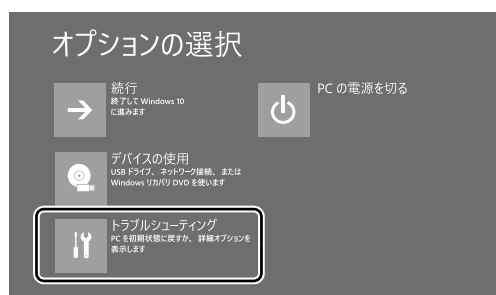 オプションの選択
続行
終了して Windows 10
に進みます
PC の電源を切る
デバイスの使用
USB ドライブ、ネットワーク接続、または
Windows リカバリ DVD を使います
トラブルシューティング
PC を初期状態に戻すか、詳細オプションを
表示します